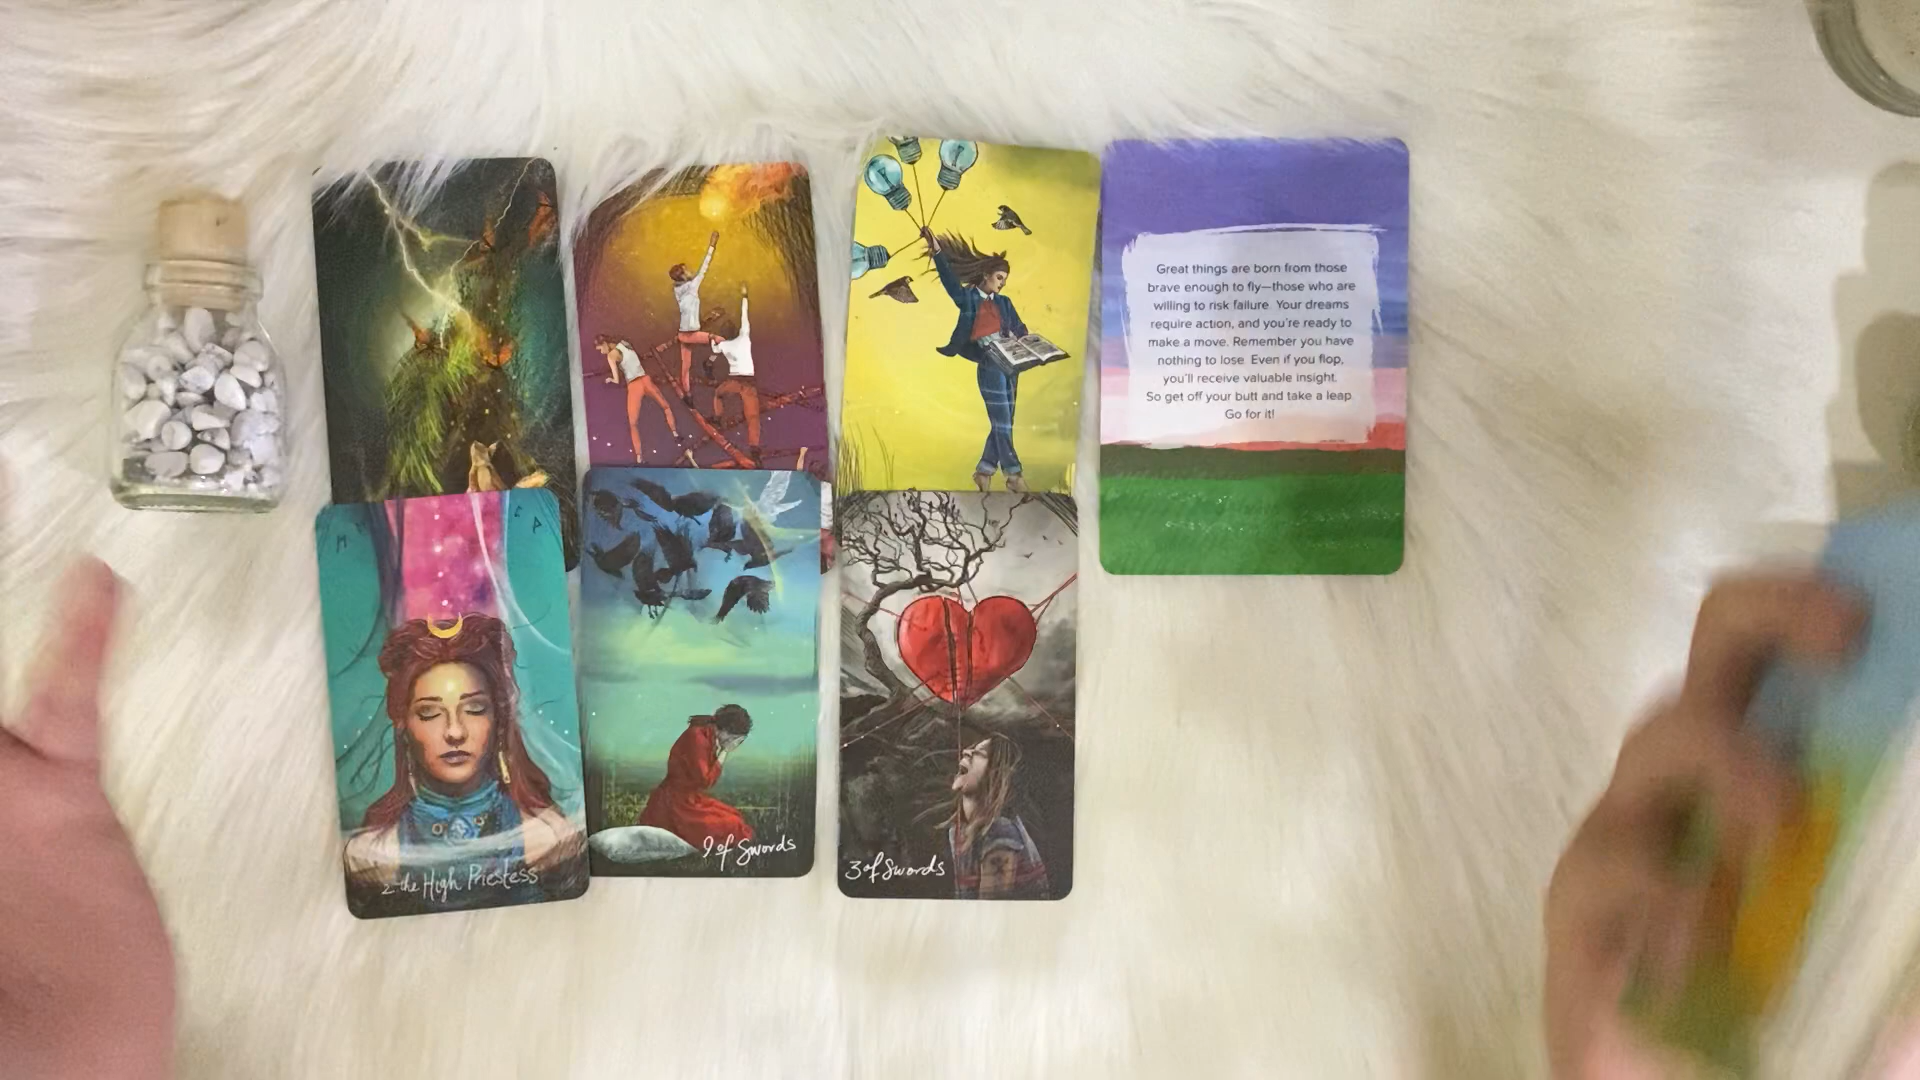 Great things are born from those
brave enough to fly—those who are
willing to risk failure. Your dreams
require action, and you're ready to
make a move. Remember you have
nothing to lose. Even if you flop,
you'll receive valuable insight.
So get off your butt and take a leap.
Go for it!
2 the High Priestess
9 of Swords
3 of Swords